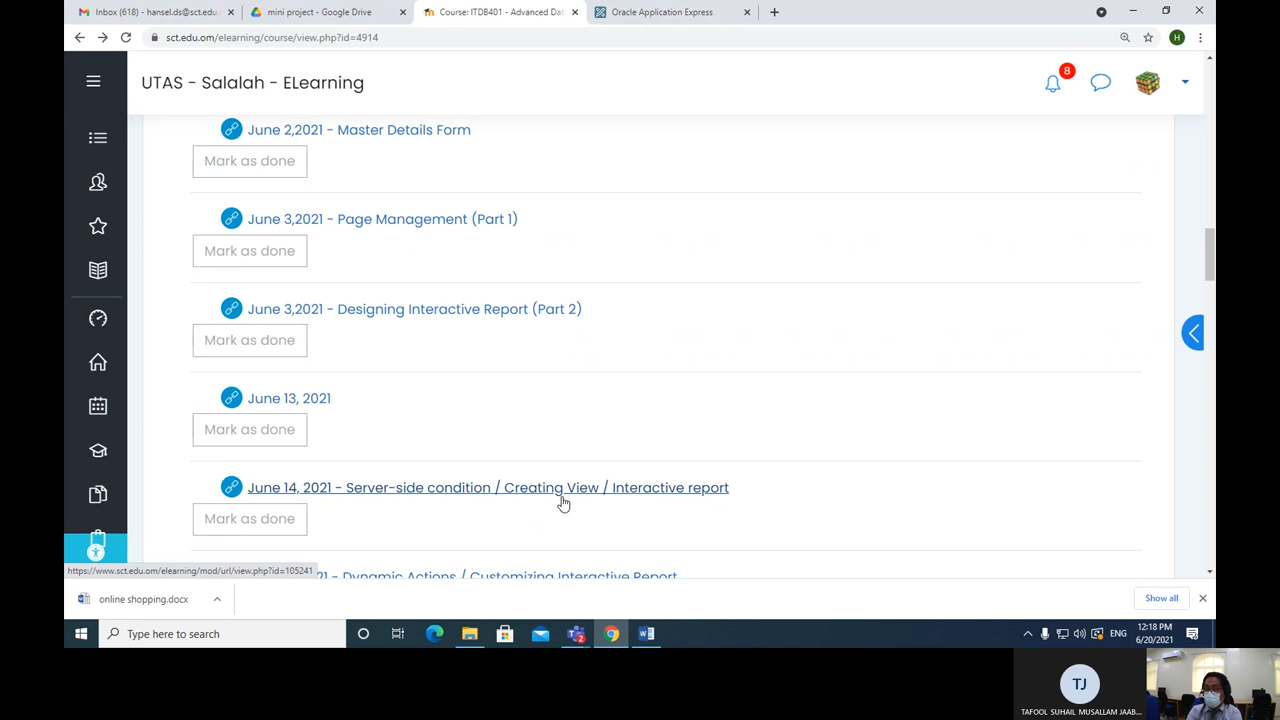 Inbox (618) - hansel.ds@sct.edu
mini project - Google Drive
Course: ITDB401 - Advanced Dat
Oracle Application Express
sct.edu.om/elearning/course/view.php?id=4914
H
UTAS - Salalah - ELearning
8
June 2,2021 - Master Details Form
Mark as done
June 3,2021 - Page Management (Part 1)
Mark as done
June 3,2021 - Designing Interactive Report (Part 2)
Mark as done
June 13, 2021
Mark as done
June 14, 2021 - Server-side condition / Creating View / Interactive report
Mark as done
21 - Dynamic Actions / Customizing Interactive Report
https://www.sct.edu.om/elearning/mod/url/view.php?id=105241
online shopping.docx
Show all
Type here to search
2
ENG
12:18 PM
6/20/2021
TJ
TAFOOL SUHAIL MUSALLAM JAAB...